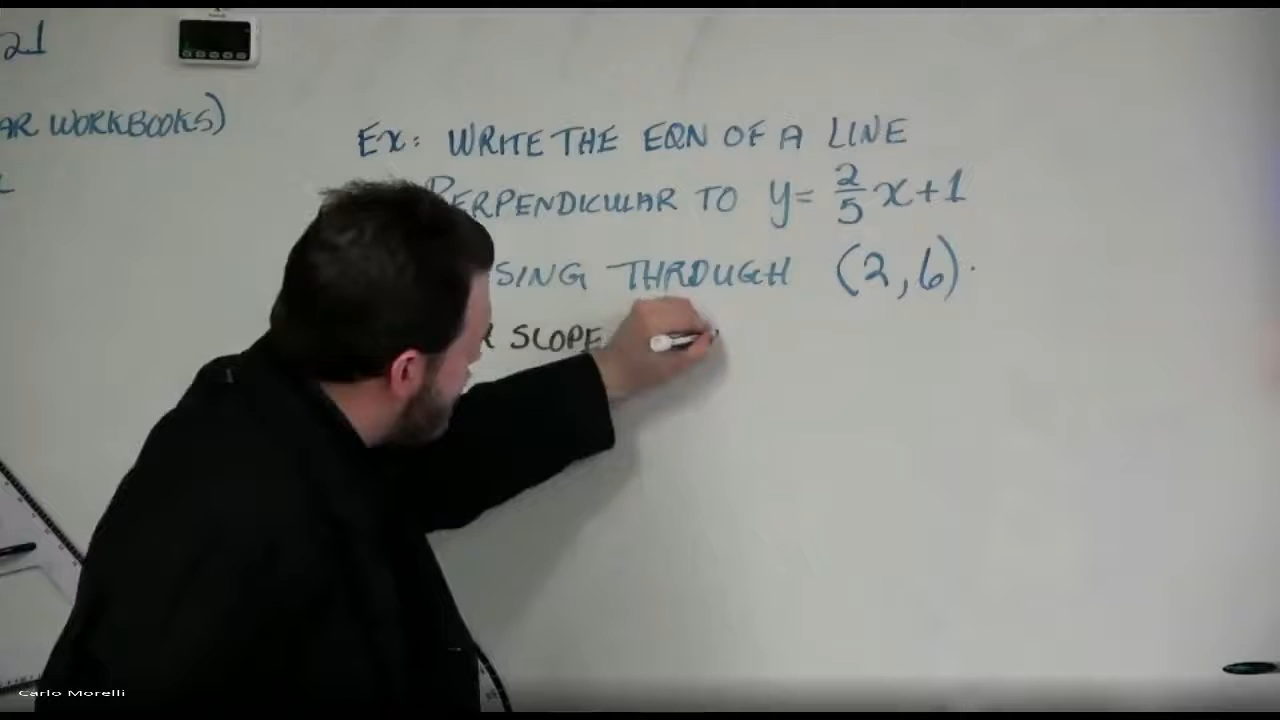 21
AR WORKBOOKS)
Ex: WRITE THE EQN OF A LINE
PERPENDICULAR TO y= 2/5 x+1
SING THROUGH (2,6).
R SLOPE
Carlo Morelli